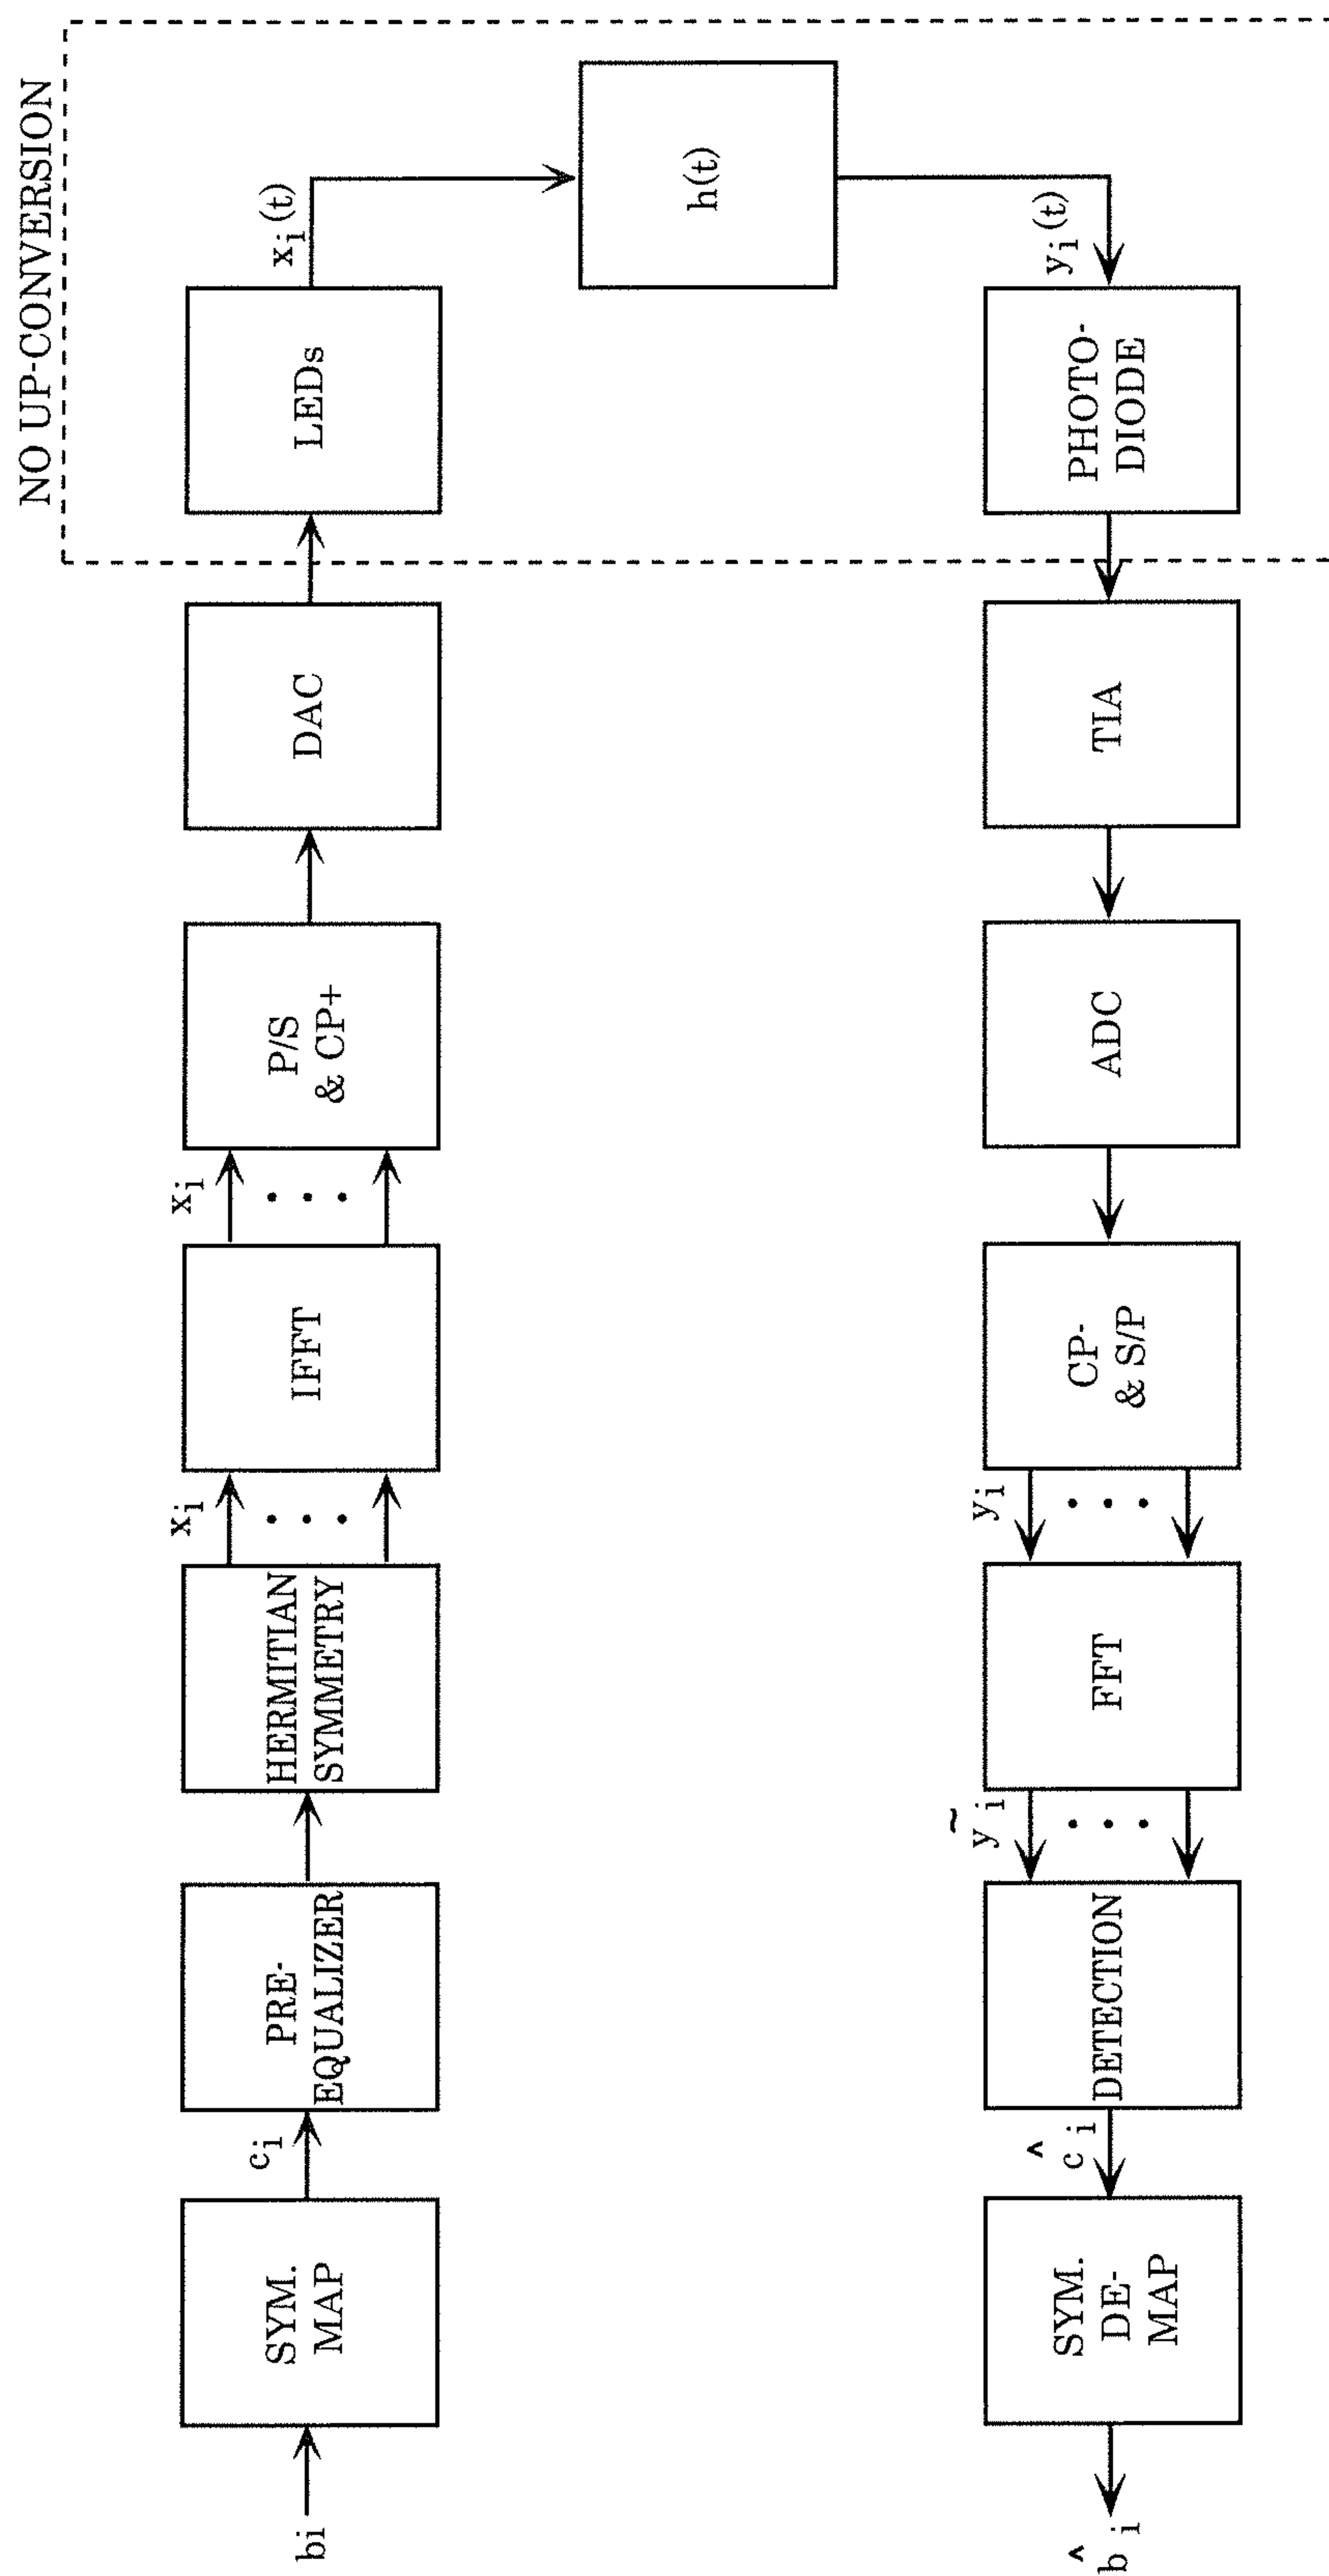 NO UP-CONVERSION
bi
SYM.
MAP
c_i
PRE-
EQUALIZER
HERMITIAN
SYMMETRY
x_i
IFFT
x_i
P/S
& CP+
DAC
LEDs
x_i(t)
h(t)
y_i(t)
PHOTO-
DIODE
TIA
ADC
CP-
& S/P
y_i
FFT
ỹ_i
DETECTION
ĉ_i
SYM.
DE-
MAP
b̂_i